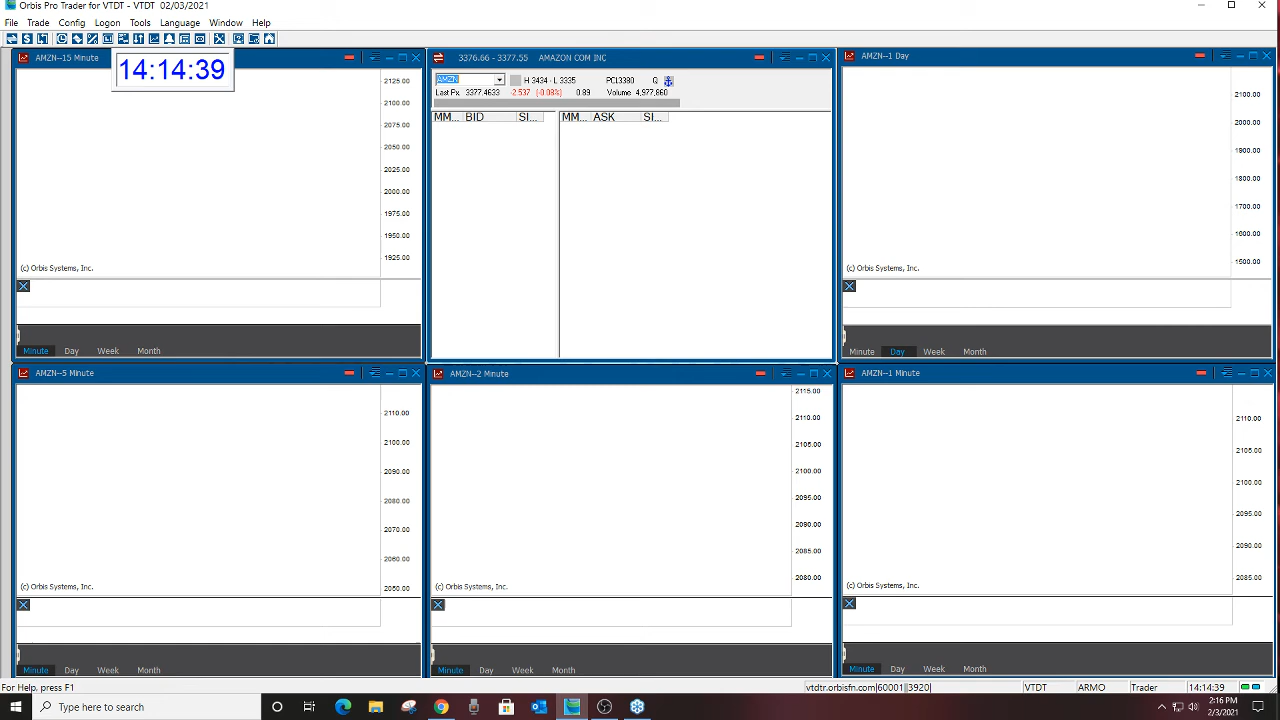 Orbis Pro Trader for VTDT - VTDT 02/03/2021
File Trade Config Logon Tools Language Window Help
AMZN--15 Minute
14:14:39
2125.00
2100.00
2075.00
2050.00
2025.00
2000.00
1975.00
1950.00
1925.00
(c) Orbis Systems, Inc.
Minute Day Week Month
3376.66 - 3377.55 AMAZON COM INC
AMZN H 3434 - L 3335 PCl3380 Q
Last Px 3377.4633 -2.537 (-0.08%) 0.89 Volume 4,977,860
MM... BID SI... MM... ASK SI...
AMZN--1 Day
2100.00
2000.00
1900.00
1800.00
1700.00
1600.00
1500.00
(c) Orbis Systems, Inc.
Minute Day Week Month
AMZN--5 Minute
2110.00
2100.00
2090.00
2080.00
2070.00
2060.00
2050.00
(c) Orbis Systems, Inc.
Minute Day Week Month
AMZN--2 Minute
2115.00
2110.00
2105.00
2100.00
2095.00
2090.00
2085.00
2080.00
(c) Orbis Systems, Inc.
Minute Day Week Month
AMZN--1 Minute
2110.00
2105.00
2100.00
2095.00
2090.00
2085.00
(c) Orbis Systems, Inc.
Minute Day Week Month
For Help, press F1
vtdtr.orbisfn.com|60001||3920| VTDT ARMO Trader 14:14:39
Type here to search
2:16 PM
2/3/2021